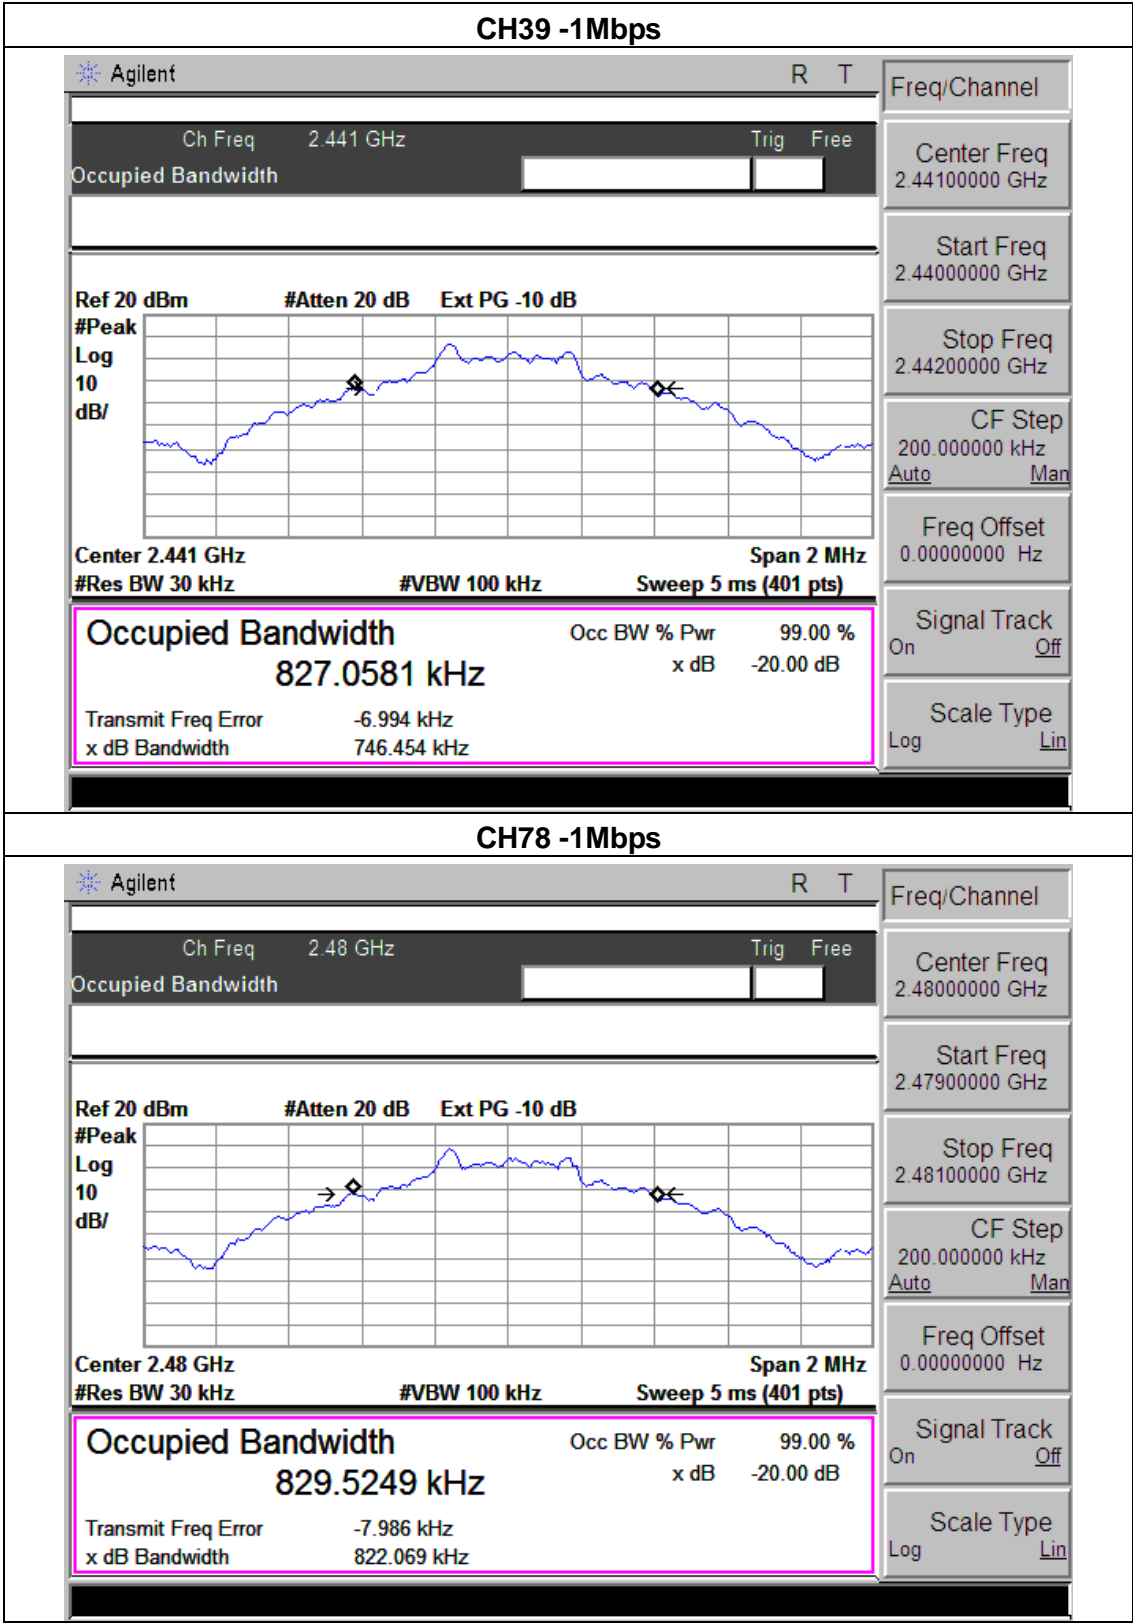 CH39 -1Mbps
Agilent R T
Freq/Channel
Ch Freq 2.441 GHz Trig Free
Occupied Bandwidth
Center Freq
2.44100000 GHz
Start Freq
2.44000000 GHz
Stop Freq
2.44200000 GHz
CF Step
200.000000 kHz
Auto Man
Freq Offset
0.00000000 Hz
Signal Track
On Off
Scale Type
Log Lin
Ref 20 dBm #Atten 20 dB Ext PG -10 dB
#Peak
Log
10
dB/
Center 2.441 GHz Span 2 MHz
#Res BW 30 kHz #VBW 100 kHz Sweep 5 ms (401 pts)
Occupied Bandwidth Occ BW % Pwr 99.00 %
827.0581 kHz x dB -20.00 dB
Transmit Freq Error -6.994 kHz
x dB Bandwidth 746.454 kHz
CH78 -1Mbps
Agilent R T
Freq/Channel
Ch Freq 2.48 GHz Trig Free
Occupied Bandwidth
Center Freq
2.48000000 GHz
Start Freq
2.47900000 GHz
Stop Freq
2.48100000 GHz
CF Step
200.000000 kHz
Auto Man
Freq Offset
0.00000000 Hz
Signal Track
On Off
Scale Type
Log Lin
Ref 20 dBm #Atten 20 dB Ext PG -10 dB
#Peak
Log
10
dB/
Center 2.48 GHz Span 2 MHz
#Res BW 30 kHz #VBW 100 kHz Sweep 5 ms (401 pts)
Occupied Bandwidth Occ BW % Pwr 99.00 %
829.5249 kHz x dB -20.00 dB
Transmit Freq Error -7.986 kHz
x dB Bandwidth 822.069 kHz